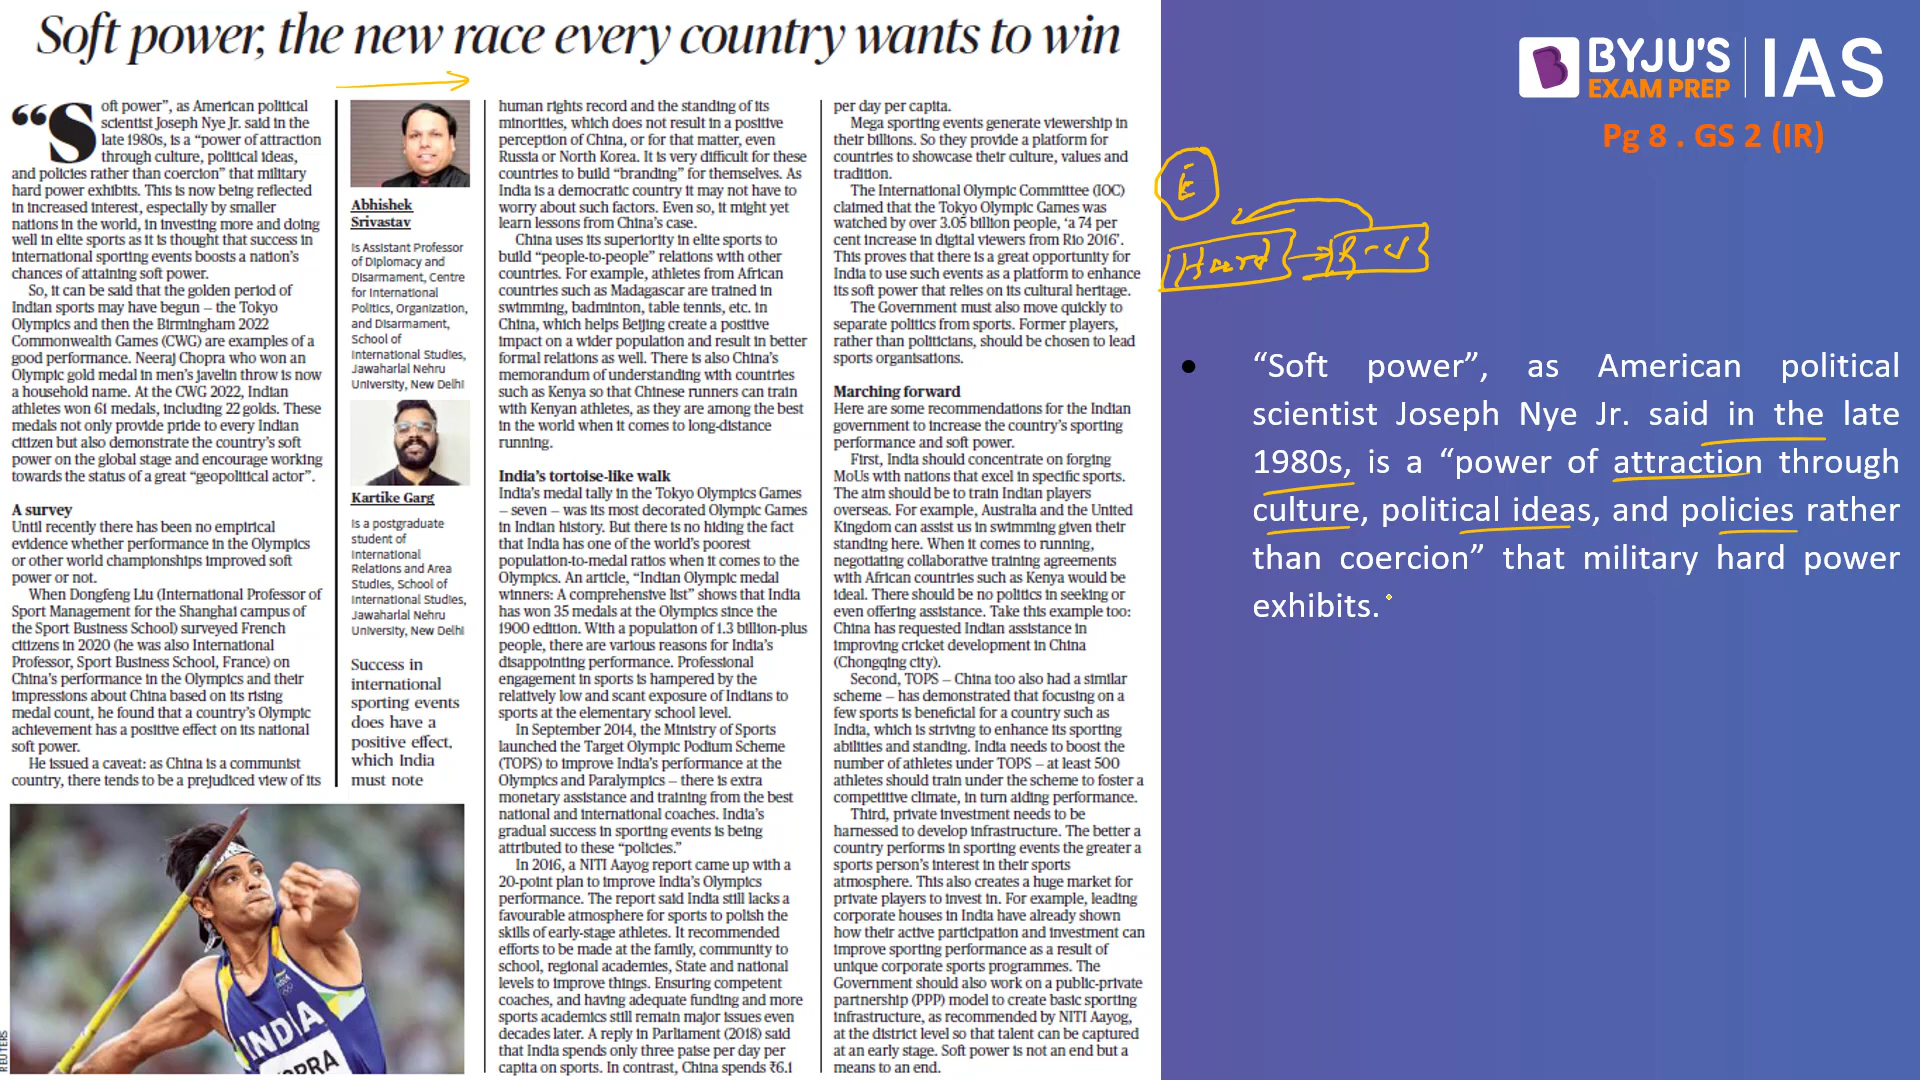 Soft power, the new race every country wants to win
“Soft power”, as American political
scientist Joseph Nye Jr. said in the
late 1980s, is a “power of attraction
through culture, political ideas,
and policies rather than coercion” that military
hard power exhibits. This is now being reflected
in increased interest, especially by smaller
nations in the world, in investing more and doing
well in elite sports as it is thought that success in
international sporting events boosts a nation’s
chances of attaining soft power.
So, it can be said that the golden period of
Indian sports may have begun – the Tokyo
Olympics and then the Birmingham 2022
Commonwealth Games (CWG) are examples of a
good performance. Neeraj Chopra who won an
Olympic gold medal in men’s javelin throw is now
a household name. At the CWG 2022, Indian
athletes won 61 medals, including 22 golds. These
medals not only provide pride to every Indian
citizen but also demonstrate the country’s soft
power on the global stage and encourage working
towards the status of a great “geopolitical actor”.
A survey
Until recently there has been no empirical
evidence whether performance in the Olympics
or other world championships improved soft
power or not.
When Dongfeng Liu (International Professor of
Sport Management for the Shanghai campus of
the Sport Business School) surveyed French
citizens in 2020 (he was also International
Professor, Sport Business School, France) on
China’s performance in the Olympics and their
impressions about China based on its rising
medal count, he found that a country’s Olympic
achievement has a positive effect on its national
soft power.
He issued a caveat: as China is a communist
country, there tends to be a prejudiced view of its
Abhishek
Srivastav
is Assistant Professor
of Diplomacy and
Disarmament, Centre
for International
Politics, Organization,
and Disarmament,
School of
International Studies,
Jawaharlal Nehru
University, New Delhi
Kartike Garg
is a postgraduate
student of
International
Relations and Area
Studies, School of
International Studies,
Jawaharlal Nehru
University, New Delhi
Success in
international
sporting events
does have a
positive effect,
which India
must note
REUTERS
INDIA
OPRA
human rights record and the standing of its
minorities, which does not result in a positive
perception of China, or for that matter, even
Russia or North Korea. It is very difficult for these
countries to build “branding” for themselves. As
India is a democratic country it may not have to
worry about such factors. Even so, it might yet
learn lessons from China’s case.
China uses its superiority in elite sports to
build “people-to-people” relations with other
countries. For example, athletes from African
countries such as Madagascar are trained in
swimming, badminton, table tennis, etc. in
China, which helps Beijing create a positive
impact on a wider population and result in better
formal relations as well. There is also China’s
memorandum of understanding with countries
such as Kenya so that Chinese runners can train
with Kenyan athletes, as they are among the best
in the world when it comes to long-distance
running.
India’s tortoise-like walk
India’s medal tally in the Tokyo Olympics Games
– seven – was its most decorated Olympic Games
in Indian history. But there is no hiding the fact
that India has one of the world’s poorest
population-to-medal ratios when it comes to the
Olympics. An article, “Indian Olympic medal
winners: A comprehensive list” shows that India
has won 35 medals at the Olympics since the
1900 edition. With a population of 1.3 billion-plus
people, there are various reasons for India’s
disappointing performance. Professional
engagement in sports is hampered by the
relatively low and scant exposure of Indians to
sports at the elementary school level.
In September 2014, the Ministry of Sports
launched the Target Olympic Podium Scheme
(TOPS) to improve India’s performance at the
Olympics and Paralympics – there is extra
monetary assistance and training from the best
national and international coaches. India’s
gradual success in sporting events is being
attributed to these “policies.”
In 2016, a NITI Aayog report came up with a
20-point plan to improve India’s Olympics
performance. The report said India still lacks a
favourable atmosphere for sports to polish the
skills of early-stage athletes. It recommended
efforts to be made at the family, community to
school, regional academies, State and national
levels to improve things. Ensuring competent
coaches, and having adequate funding and more
sports academics still remain major issues even
decades later. A reply in Parliament (2018) said
that India spends only three paise per day per
capita on sports. In contrast, China spends ₹6.1
per day per capita.
Mega sporting events generate viewership in
their billions. So they provide a platform for
countries to showcase their culture, values and
tradition.
The International Olympic Committee (IOC)
claimed that the Tokyo Olympic Games was
watched by over 3.05 billion people, ‘a 74 per
cent increase in digital viewers from Rio 2016’.
This proves that there is a great opportunity for
India to use such events as a platform to enhance
its soft power that relies on its cultural heritage.
The Government must also move quickly to
separate politics from sports. Former players,
rather than politicians, should be chosen to lead
sports organisations.
Marching forward
Here are some recommendations for the Indian
government to increase the country’s sporting
performance and soft power.
First, India should concentrate on forging
MoUs with nations that excel in specific sports.
The aim should be to train Indian players
overseas. For example, Australia and the United
Kingdom can assist us in swimming given their
standing here. When it comes to running,
negotiating collaborative training agreements
with African countries such as Kenya would be
ideal. There should be no politics in seeking or
even offering assistance. Take this example too:
China has requested Indian assistance in
improving cricket development in China
(Chongqing city).
Second, TOPS – China too also had a similar
scheme – has demonstrated that focusing on a
few sports is beneficial for a country such as
India, which is striving to enhance its sporting
abilities and standing. India needs to boost the
number of athletes under TOPS – at least 500
athletes should train under the scheme to foster a
competitive climate, in turn aiding performance.
Third, private investment needs to be
harnessed to develop infrastructure. The better a
country performs in sporting events the greater a
sports person’s interest in their sports
atmosphere. This also creates a huge market for
private players to invest in. For example, leading
corporate houses in India have already shown
how their active participation and investment can
improve sporting performance as a result of
unique corporate sports programmes. The
Government should also work on a public-private
partnership (PPP) model to create basic sporting
infrastructure, as recommended by NITI Aayog,
at the district level so that talent can be captured
at an early stage. Soft power is not an end but a
means to an end.
BYJU'S
EXAM PREP
IAS
Pg 8 . GS 2 (IR)
Hard
• “Soft power”, as American political
scientist Joseph Nye Jr. said in the late
1980s, is a “power of attraction through
culture, political ideas, and policies rather
than coercion” that military hard power
exhibits.